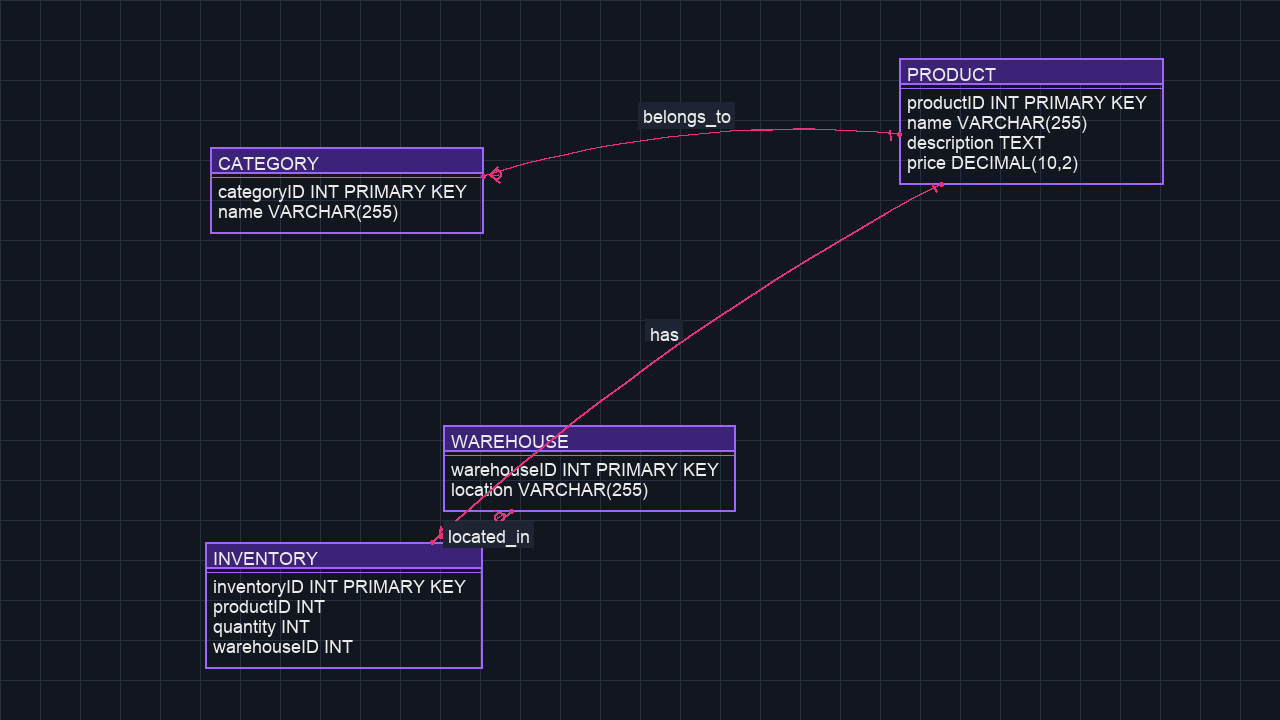 PRODUCT
productID INT PRIMARY KEY
name VARCHAR(255)
description TEXT
price DECIMAL(10,2)
belongs_to
CATEGORY
categoryID INT PRIMARY KEY
name VARCHAR(255)
has
WAREHOUSE
warehouseID INT PRIMARY KEY
location VARCHAR(255)
located_in
INVENTORY
inventoryID INT PRIMARY KEY
productID INT
quantity INT
warehouseID INT